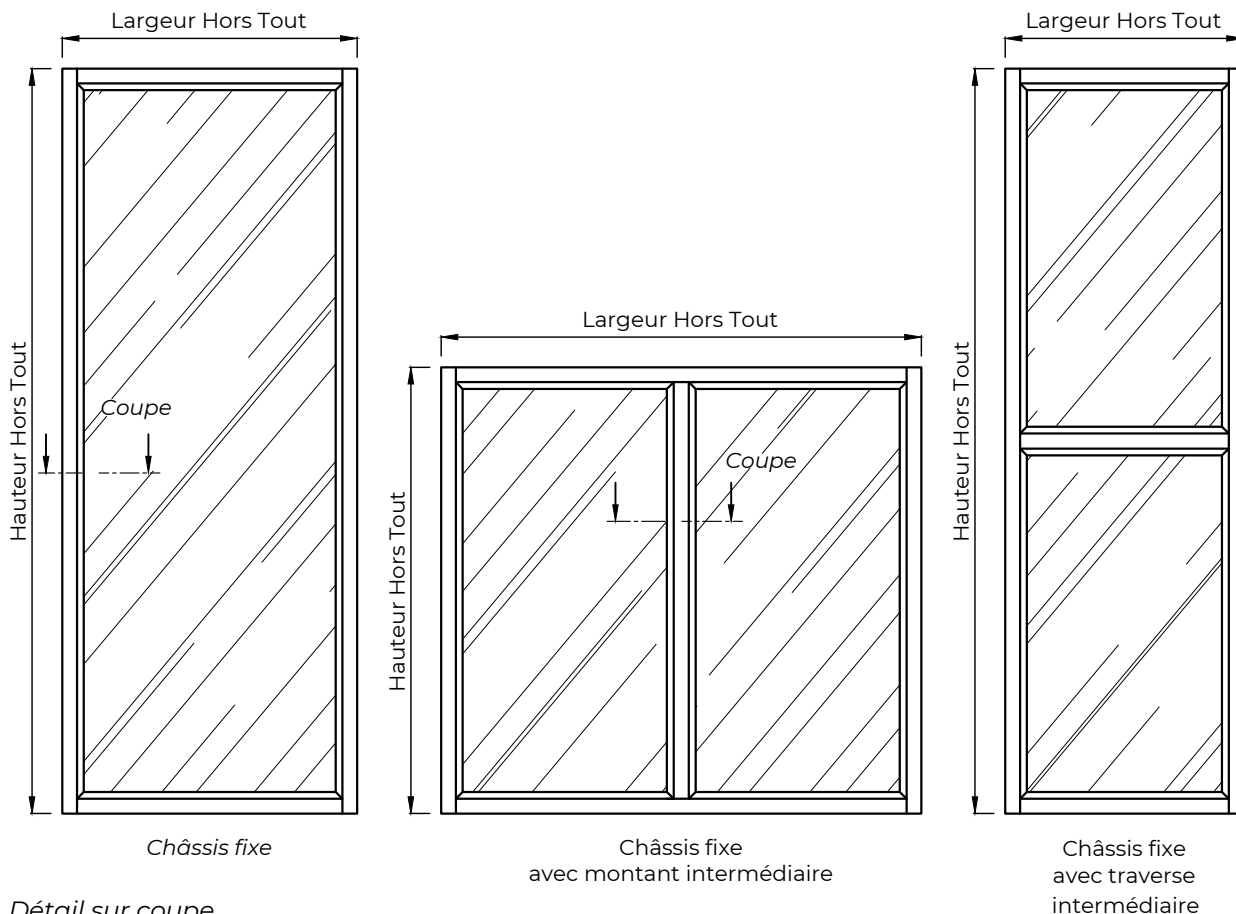 Largeur Hors Tout
Hauteur Hors Tout
Coupe
Châssis fixe
Largeur Hors Tout
Hauteur Hors Tout
Coupe
Châssis fixe
avec montant intermédiaire
Largeur Hors Tout
Hauteur Hors Tout
Châssis fixe
avec traverse
intermédiaire
Détail sur coupe